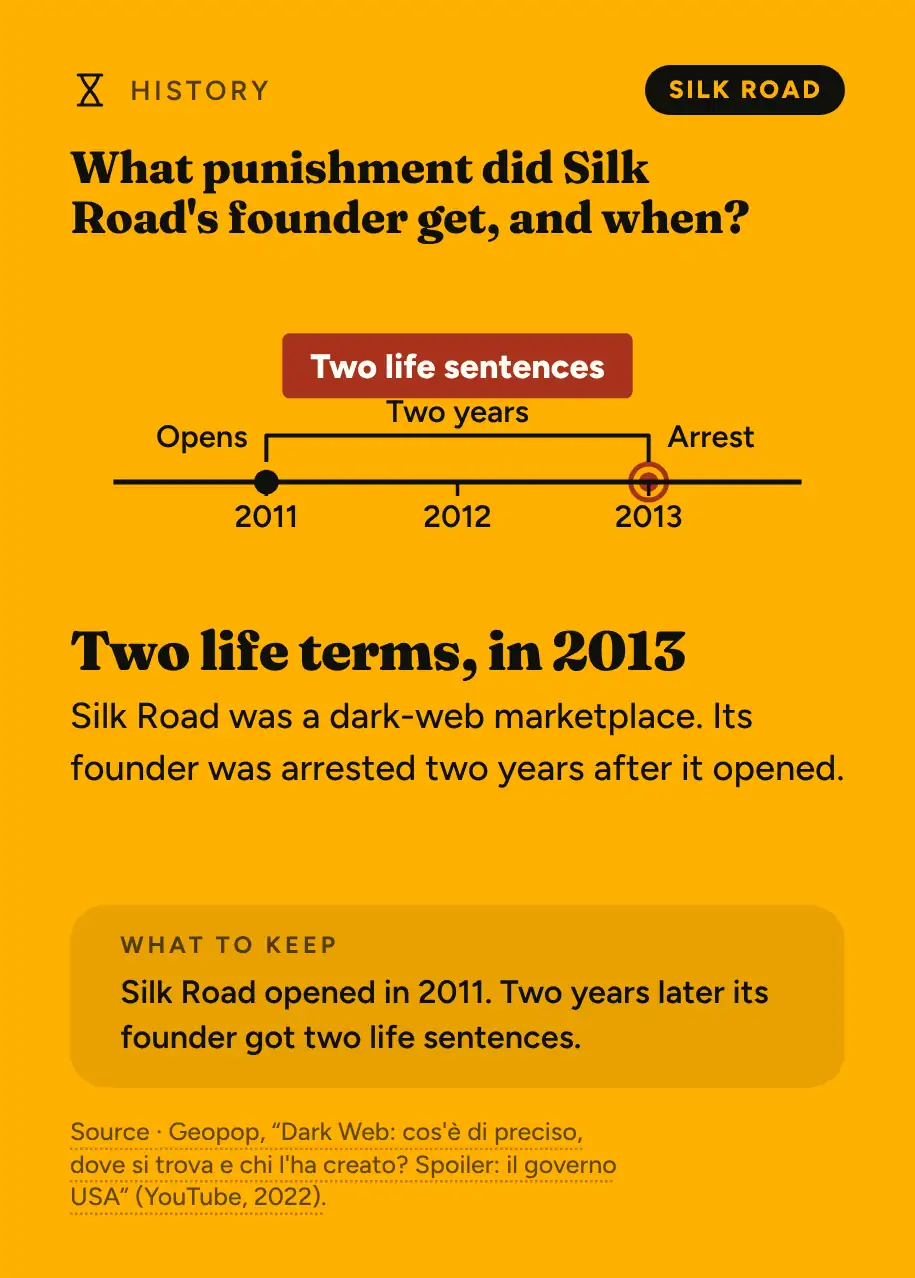 HISTORY
SILK ROAD
What punishment did Silk
Road's founder get, and when?
Two life sentences
Two years
Opens
Arrest
2011
2012
2013
Two life terms, in 2013
Silk Road was a dark-web marketplace. Its
founder was arrested two years after it opened.
WHAT TO KEEP
Silk Road opened in 2011. Two years later its
founder got two life sentences.
Source · Geopop, “Dark Web: cos'è di preciso,
dove si trova e chi l'ha creato? Spoiler: il governo
USA” (YouTube, 2022).